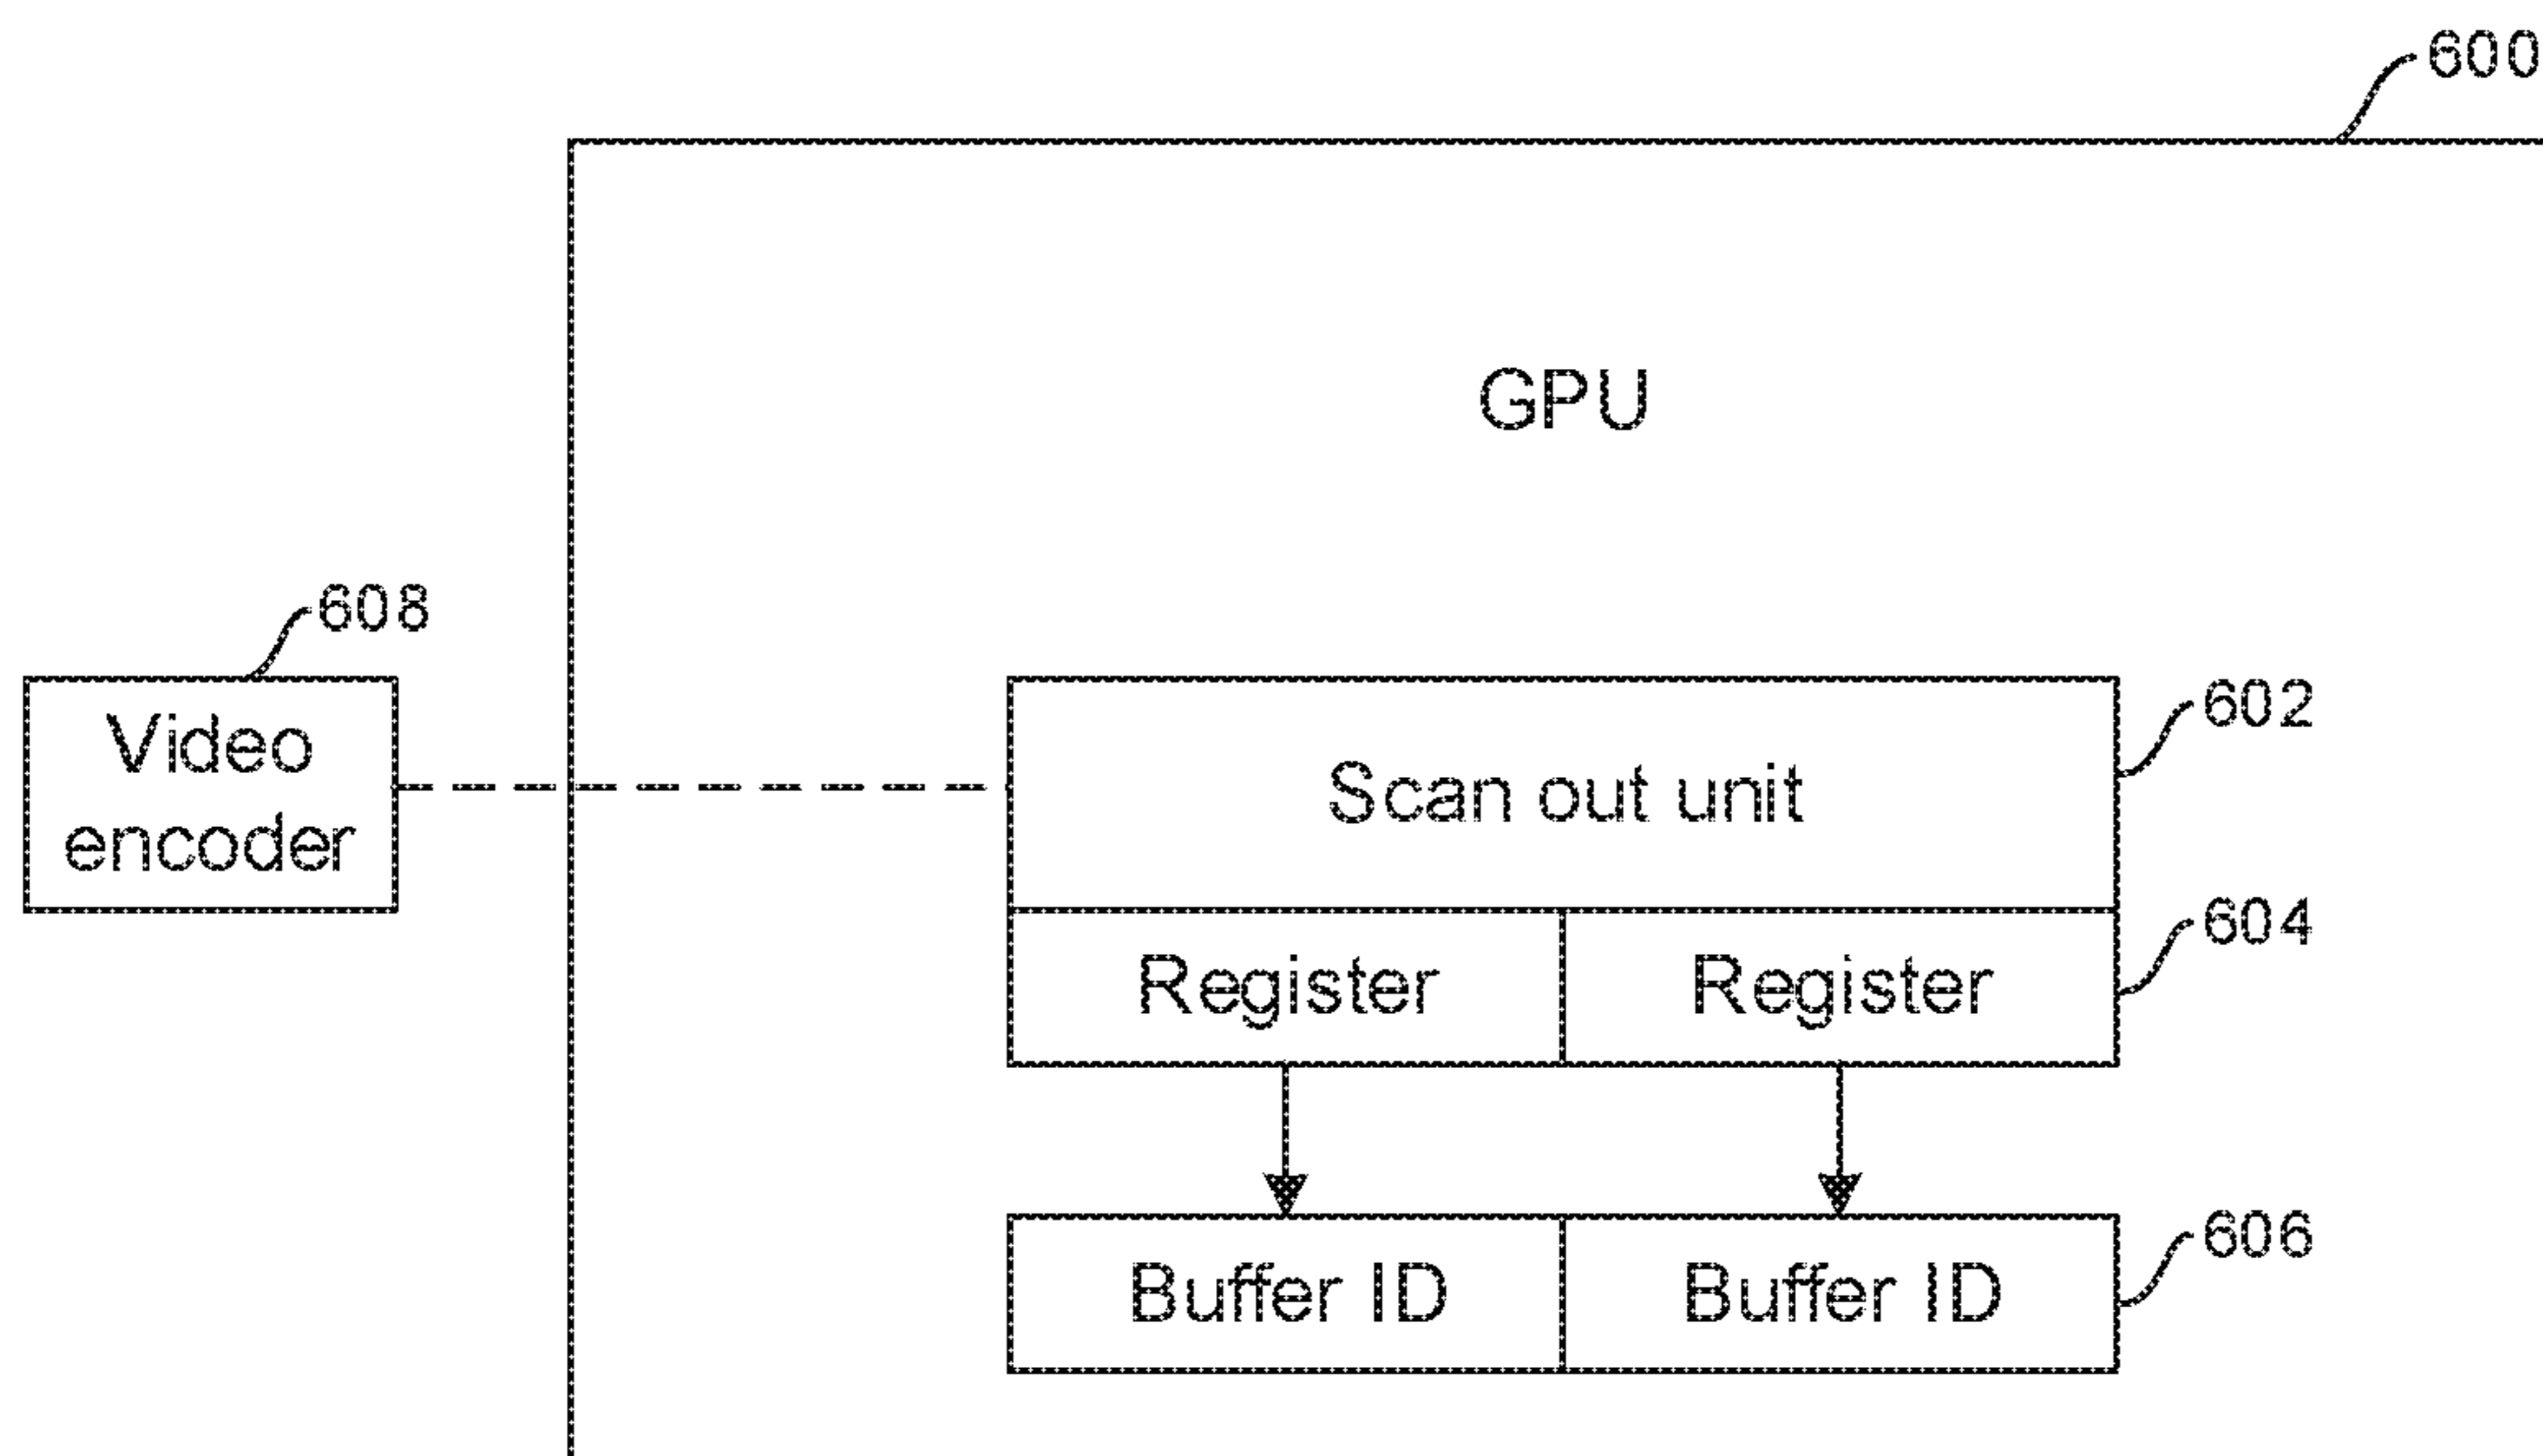 600
GPU
608
Video
encoder
602
Scan out unit
604
Register Register
606
Buffer ID Buffer ID